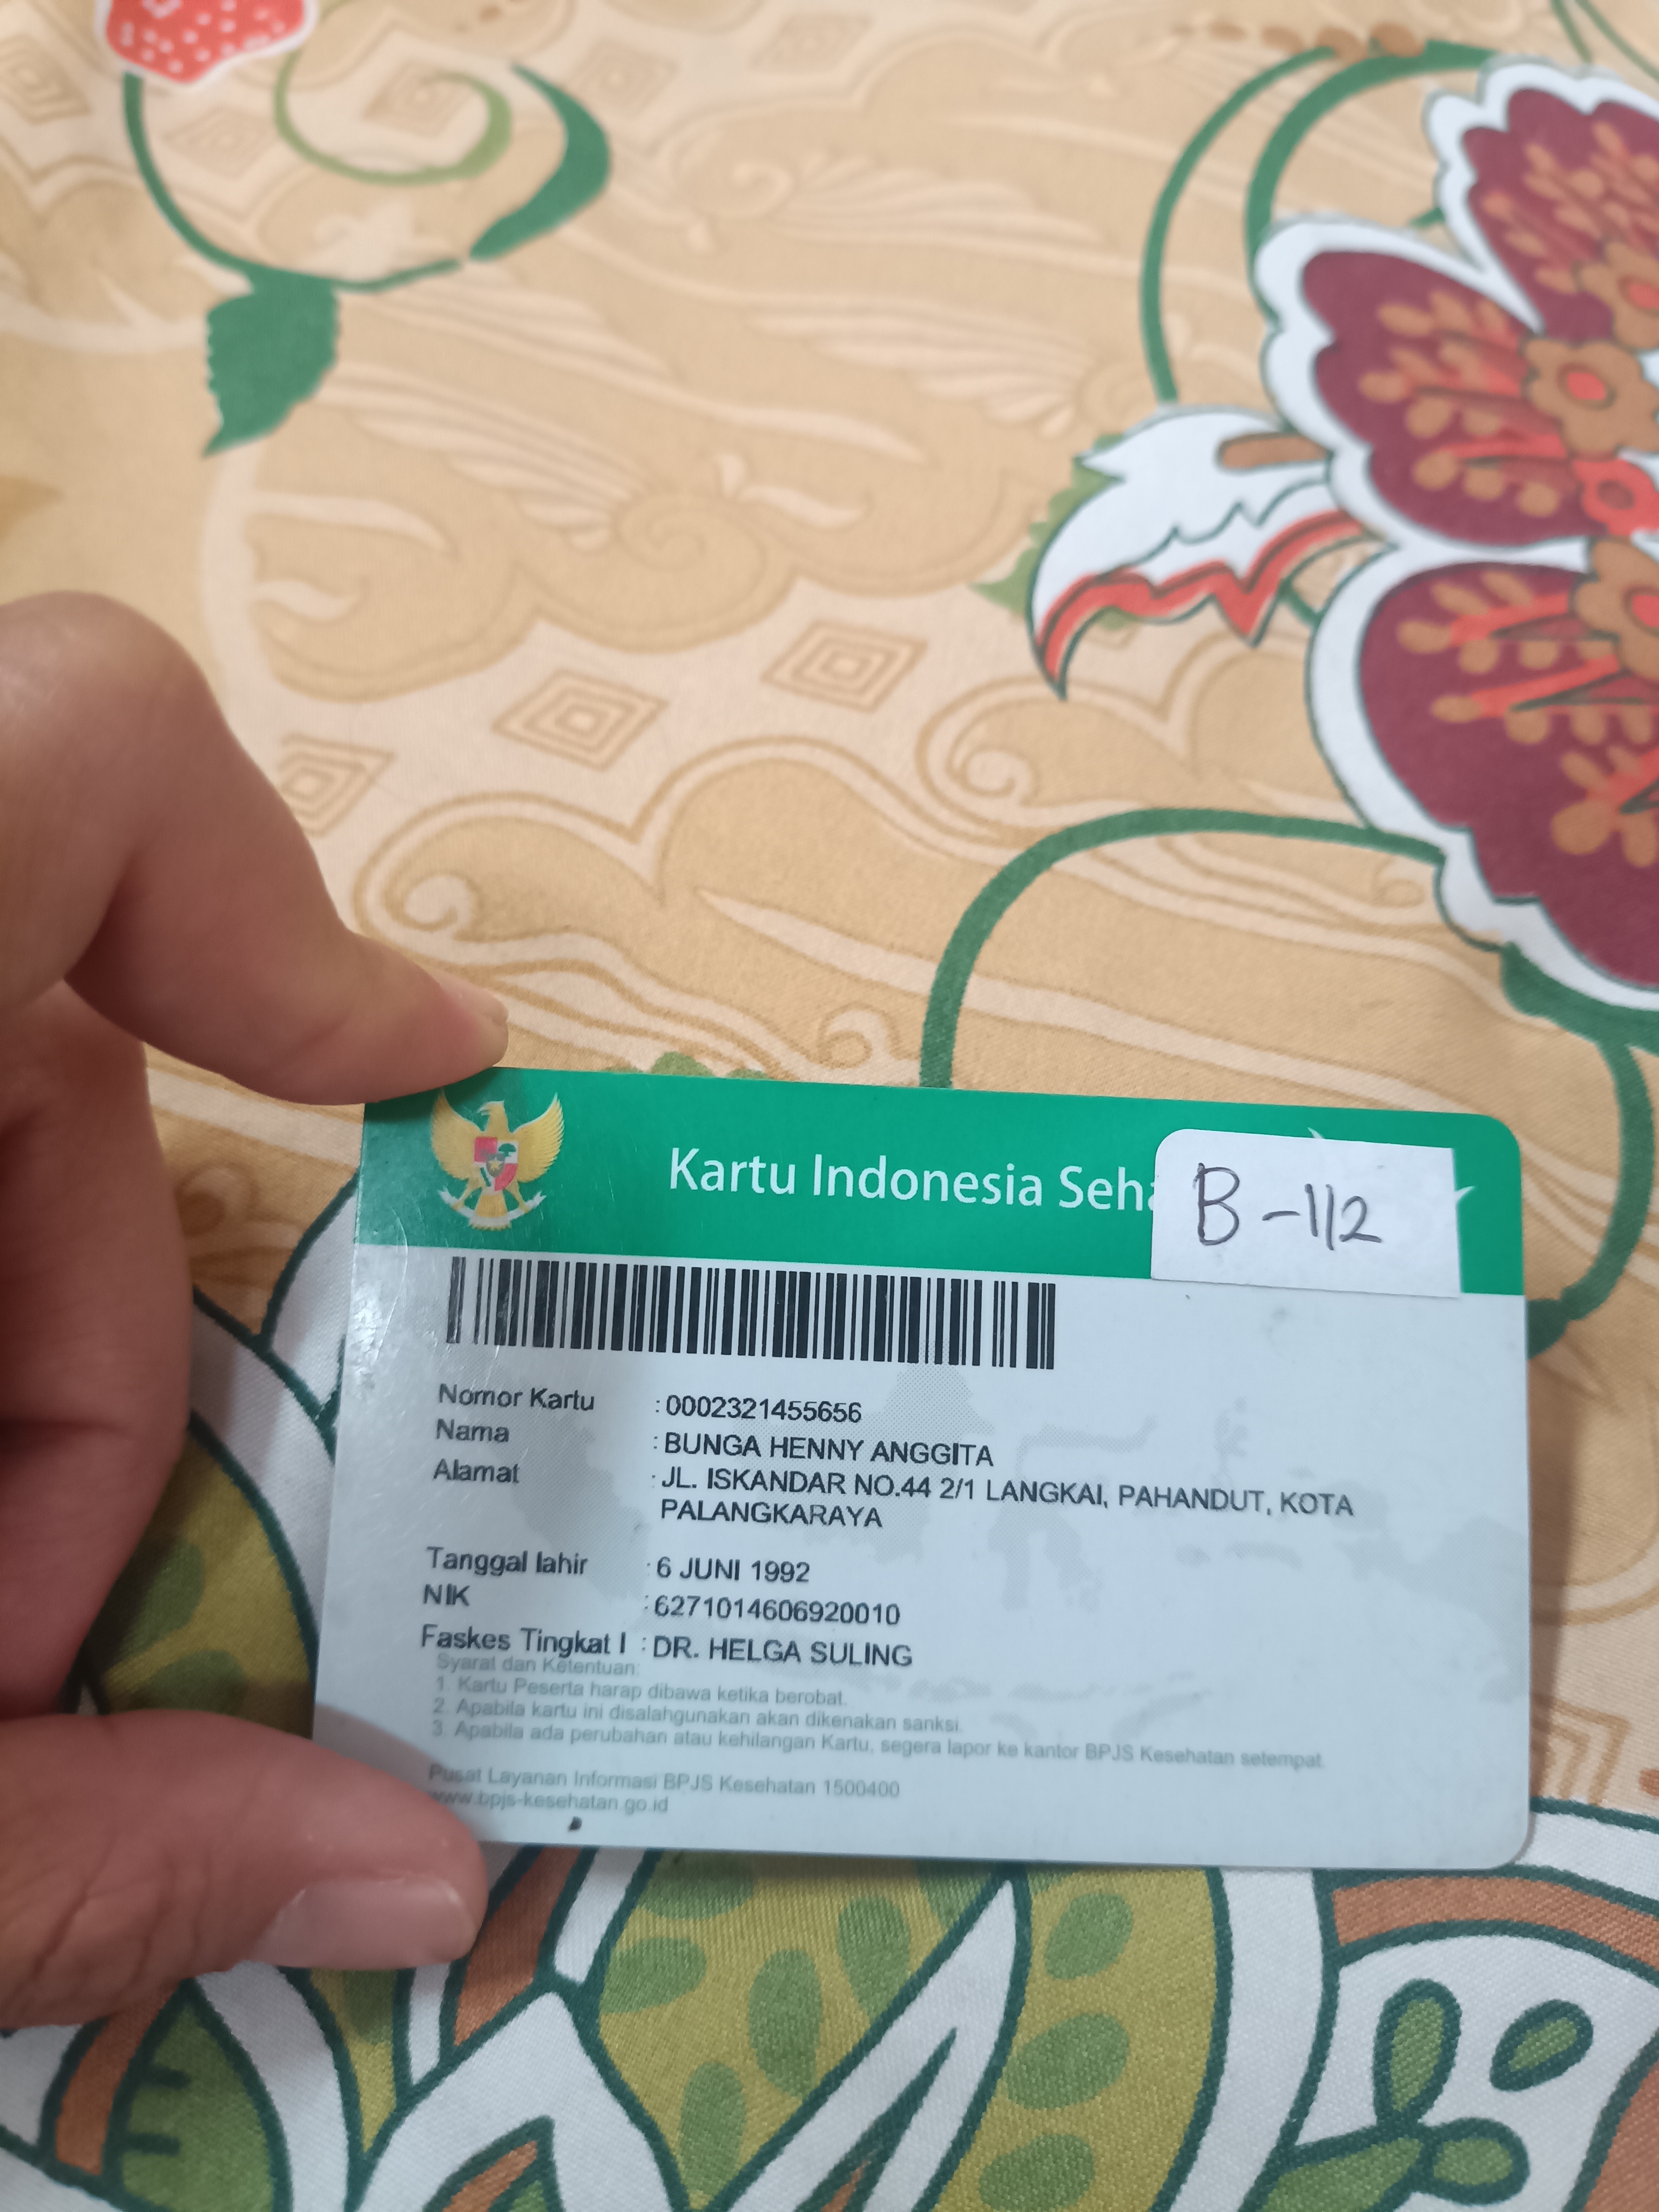 Kartu Indonesia Seha
B-112
Nomor Kartu : 0002321455656
Nama : BUNGA HENNY ANGGITA
Alamat : JL. ISKANDAR NO.44 2/1 LANGKAI, PAHANDUT, KOTA
PALANGKARAYA
Tanggal lahir : 6 JUNI 1992
NIK : 6271014606920010
Faskes Tingkat I : DR. HELGA SULING
Syarat dan Ketentuan:
1. Kartu Peserta harap dibawa ketika berobat.
2. Apabila kartu ini disalahgunakan akan dikenakan sanksi.
3. Apabila ada perubahan atau kehilangan Kartu, segera lapor ke kantor BPJS Kesehatan setempat.
Pusat Layanan Informasi BPJS Kesehatan 1500400
www.bpjs-kesehatan.go.id